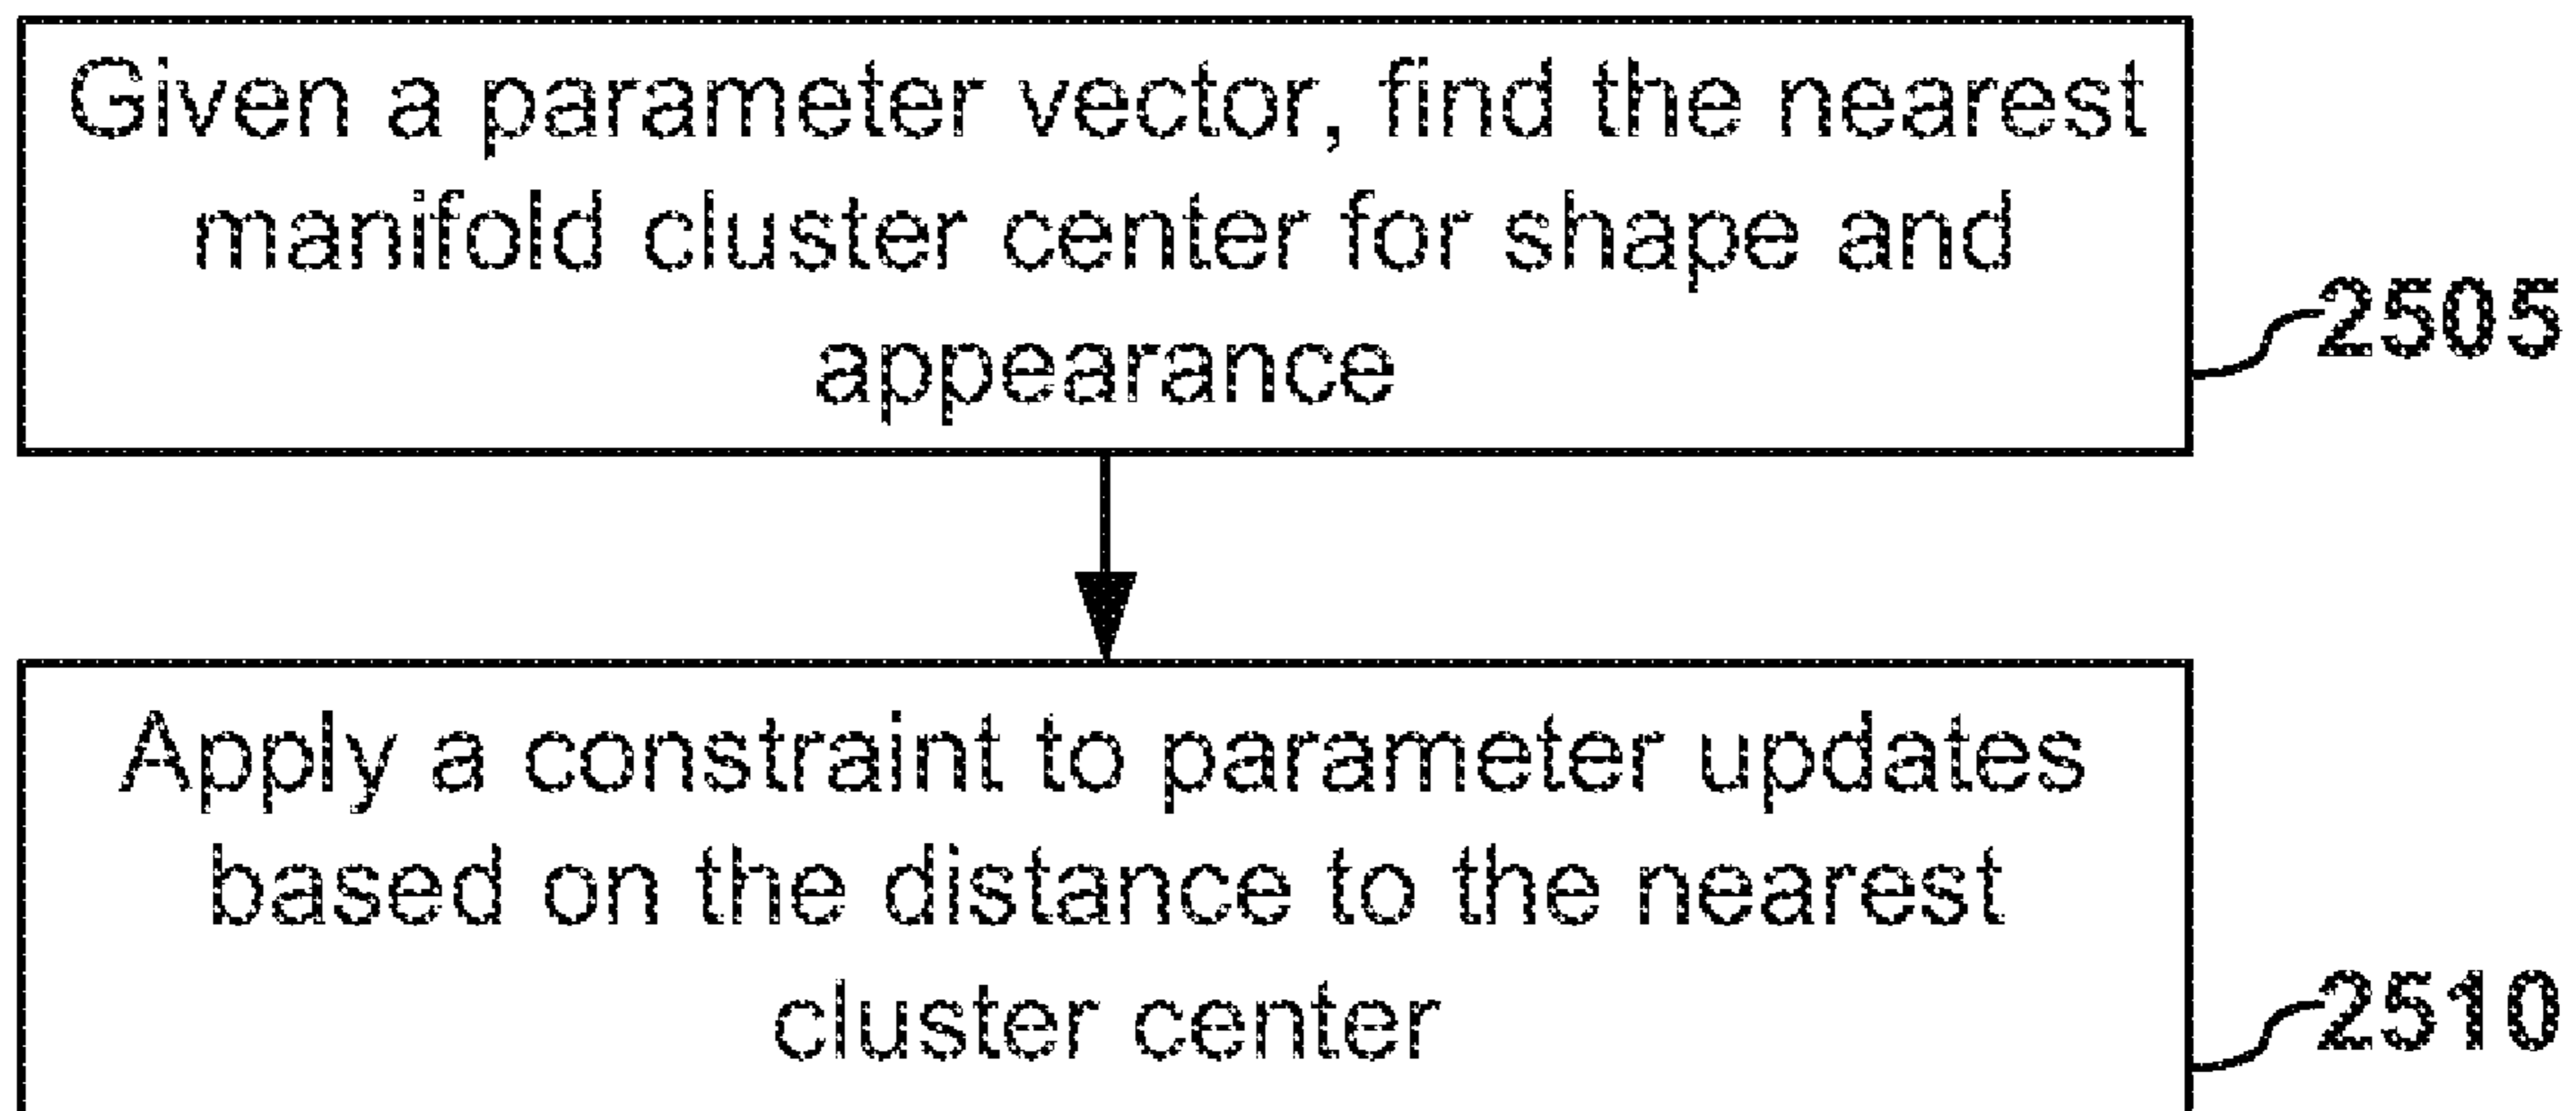 Given a parameter vector, find the nearest
manifold cluster center for shape and
appearance
2505
Apply a constraint to parameter updates
based on the distance to the nearest
cluster center
2510